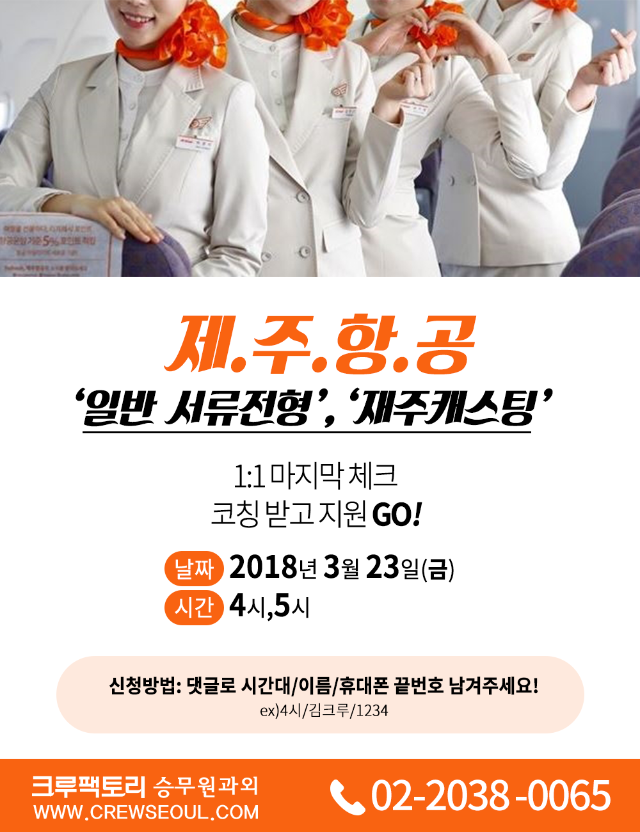 제.주.항.공
‘일반 서류전형’, ‘재주캐스팅’
1:1 마지막 체크
코칭 받고 지원 GO!
날짜 2018년 3월 23일(금)
시간 4시,5시
신청방법: 댓글로 시간대/이름/휴대폰 끝번호 남겨주세요!
ex)4시/김크루/1234
크루팩토리 승무원과외
WWW.CREWSEOUL.COM
02-2038-0065